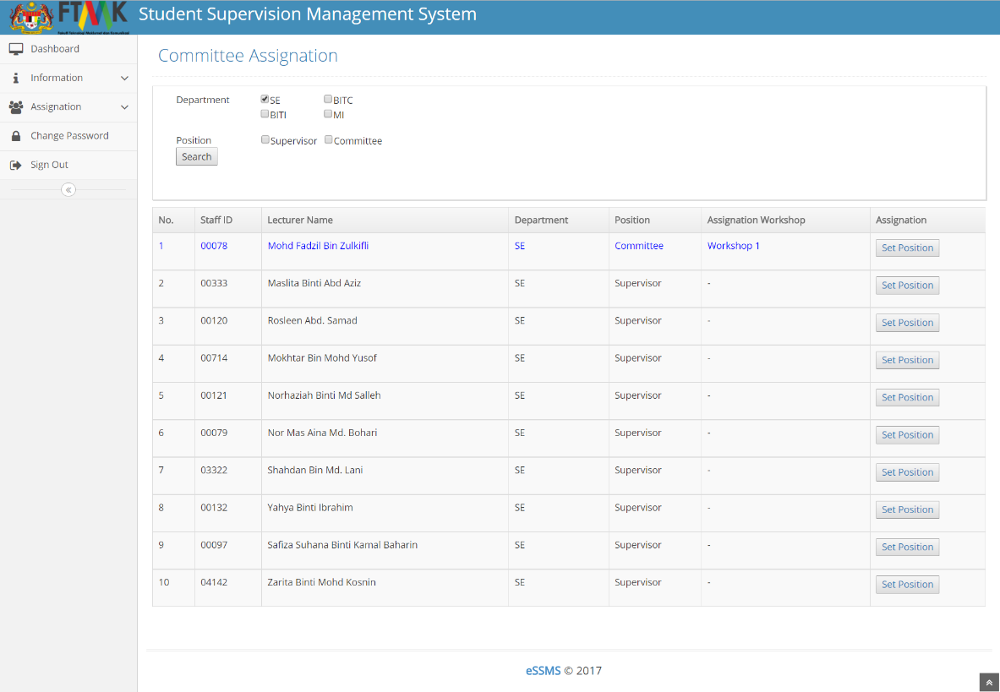 FTMK Student Supervision Management System
Dashboard
Information
Assignation
Change Password
Sign Out
Committee Assignation
Department SE BITC
BITI MI
Position Supervisor Committee
Search
No. Staff ID Lecturer Name Department Position Assignation Workshop Assignation
1 00078 Mohd Fadzil Bin Zulkifli SE Committee Workshop 1 Set Position
2 00333 Maslita Binti Abd Aziz SE Supervisor - Set Position
3 00120 Rosleen Abd. Samad SE Supervisor - Set Position
4 00714 Mokhtar Bin Mohd Yusof SE Supervisor - Set Position
5 00121 Norhaziah Binti Md Salleh SE Supervisor - Set Position
6 00079 Nor Mas Aina Md. Bohari SE Supervisor - Set Position
7 03322 Shahdan Bin Md. Lani SE Supervisor - Set Position
8 00132 Yahya Binti Ibrahim SE Supervisor - Set Position
9 00097 Safiza Suhana Binti Kamal Baharin SE Supervisor - Set Position
10 04142 Zarita Binti Mohd Kosnin SE Supervisor - Set Position
eSSMS © 2017